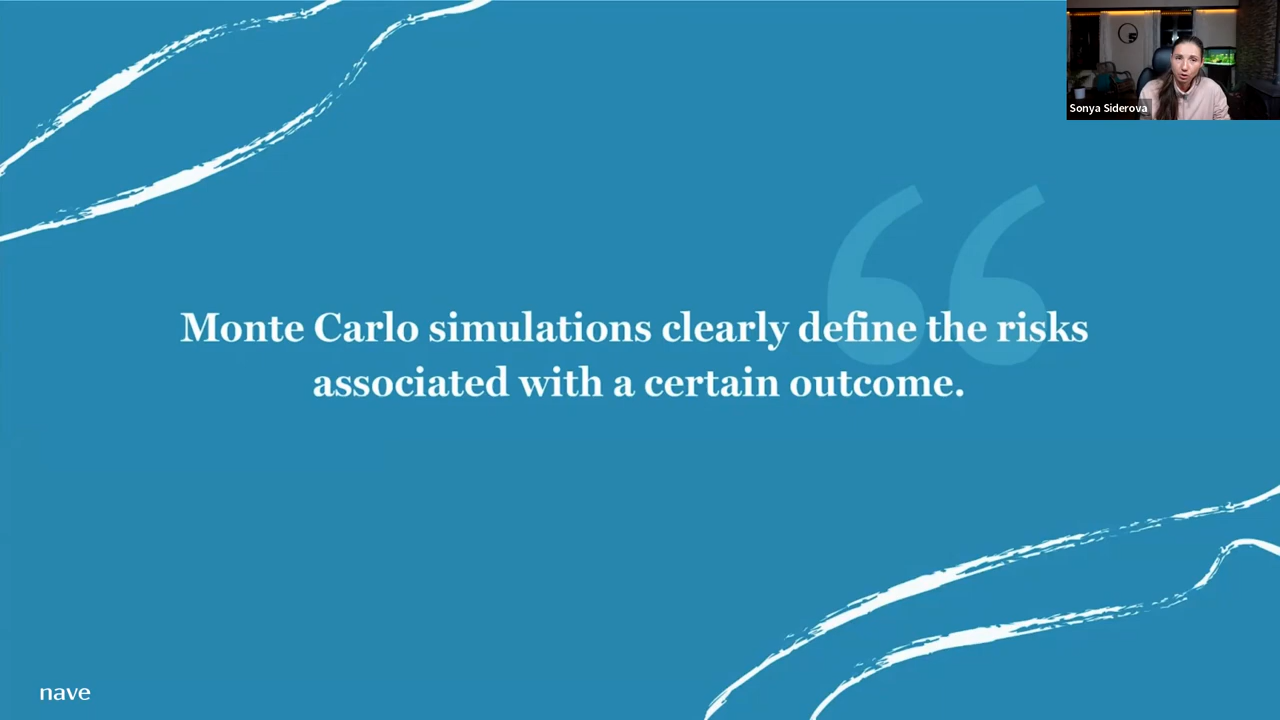 Sonya Siderova
Monte Carlo simulations clearly define the risks
associated with a certain outcome.
nave